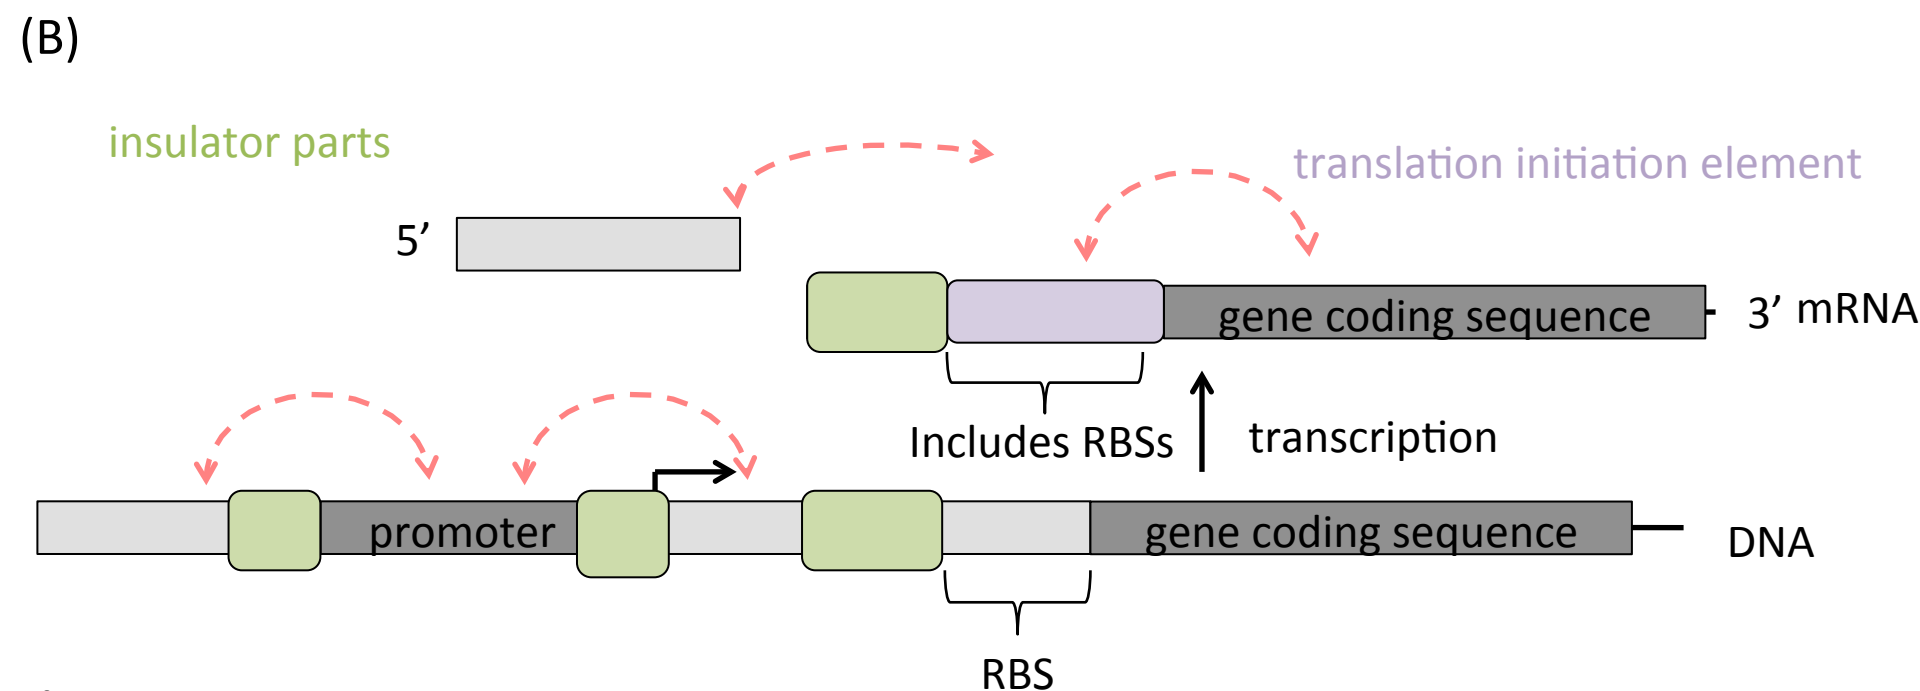 (B)
insulator parts
translation initiation element
5’
gene coding sequence
3’ mRNA
Includes RBSs
transcription
promoter
gene coding sequence
DNA
RBS